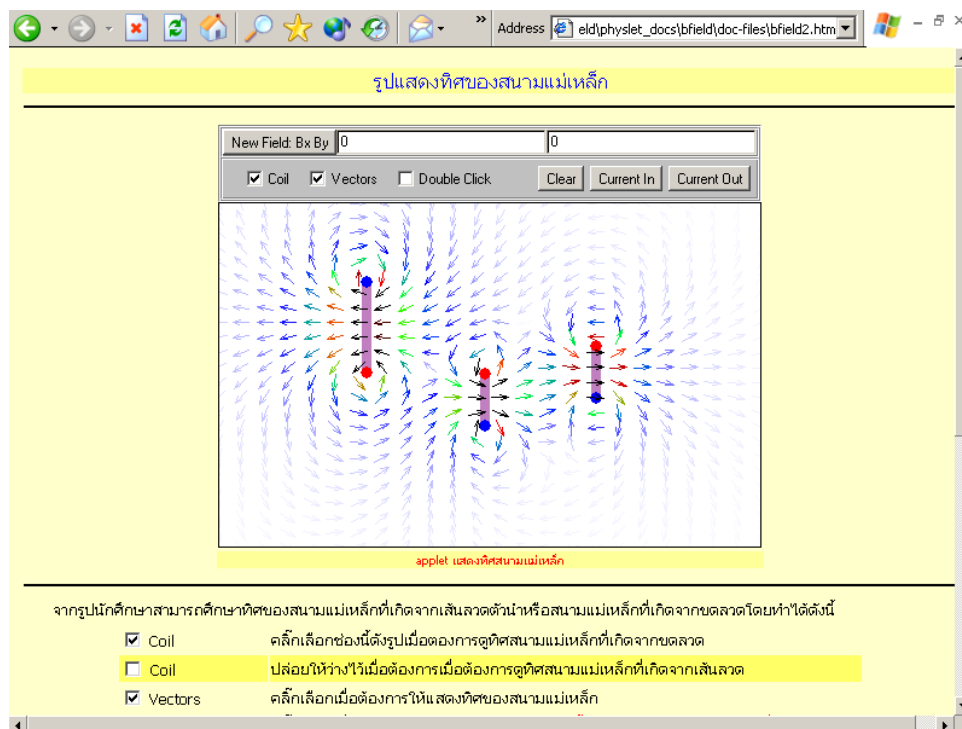 » Address eld\physlet_docs\bfield\doc-files\bfield2.htm
รูปแสดงทิศของสนามแม่เหล็ก
New Field: Bx By 0 0
Coil Vectors Double Click Clear Current In Current Out
applet แสดงทิศสนามแม่เหล็ก
จากรูปนักศึกษาสามารถศึกษาทิศของสนามแม่เหล็กที่เกิดจากเส้นลวดตัวนำหรือสนามแม่เหล็กที่เกิดจากขดลวดโดยทำได้ดังนี้
Coil คลิ๊กเลือกช่องนี้ดังรูปเมื่อตองการดูทิศสนามแม่เหล็กที่เกิดจากขดลวด
Coil ปล่อยให้ว่างไว้เมื่อต้องการเมื่อต้องการดูทิศสนามแม่เหล็กที่เกิดจากเส้นลวด
Vectors คลิ๊กเลือกเมื่อต้องการให้แสดงทิศของสนามแม่เหล็ก